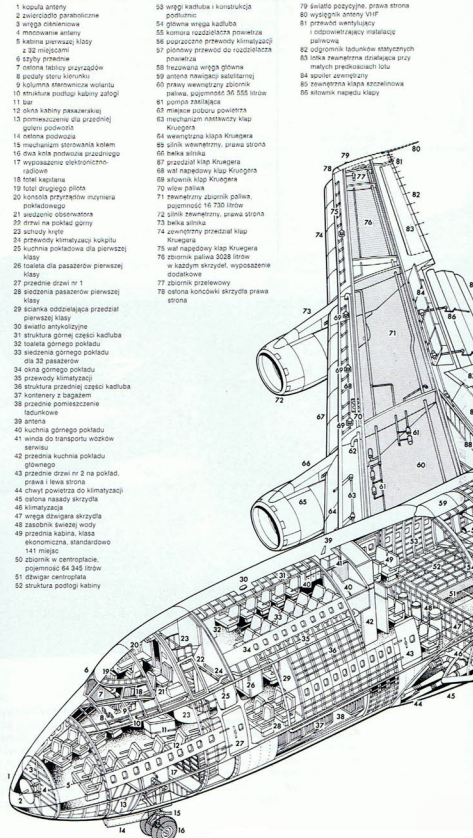 1 kopuła anteny
2 zwierciadło paraboliczne
3 wręga ciśnieniowa
4 mocowanie anteny
5 kabina pierwszej klasy
z 32 miejscami
6 szyby przednie
7 osłona tablicy przyrządów
8 pedały steru kierunku
9 kolumna sterownicza wolantu
10 struktura podłogi kabiny załogi
11 bar
12 okna kabiny pasażerskiej
13 pomieszczenie dla przedniej
goleni podwozia
14 osłona podwozia
15 mechanizm sterowania kołem
16 dwa koła podwozia przedniego
17 wyposażenie elektroniczno-
radiowe
18 fotel kapitana
19 fotel drugiego pilota
20 konsola przyrządów inżyniera
pokładowego
21 siedzenie obserwatora
22 drzwi na pokład górny
23 schody kręte
24 przewody klimatyzacji kokpitu
25 kuchnia pokładowa dla pierwszej
klasy
26 toaleta dla pasażerów pierwszej
klasy
27 przednie drzwi nr 1
28 siedzenia pasażerów pierwszej
klasy
29 ścianka oddzielająca przedział
pierwszej klasy
30 światło antykolizyjne
31 struktura górnej części kadłuba
32 toaleta górnego pokładu
33 siedzenia górnego pokładu
dla 32 pasażerów
34 okna górnego pokładu
35 przewody klimatyzacji
36 struktura przedniej części kadłuba
37 kontenery z bagażem
38 przednie pomieszczenie
ładunkowe
39 antena
40 kuchnia górnego pokładu
41 winda do transportu wózków
serwisu
42 przednia kuchnia pokładu
głównego
43 przednie drzwi nr 2 na pokład,
prawa i lewa strona
44 chwyt powietrza do klimatyzacji
45 osłona nasady skrzydła
46 klimatyzacja
47 wręga dźwigara skrzydła
48 zasobnik świeżej wody
49 przednia kabina, klasa
ekonomiczna, standardowo
141 miejsc
50 zbiornik w centropłacie,
pojemność 64 345 litrów
51 dźwigar centropłata
52 struktura podłogi kabiny
53 wręgi kadłuba i konstrukcja
podłużnic
54 główna wręga kadłuba
55 komora rozdzielacza powietrza
56 poprzeczne przewody klimatyzacji
57 pionowy przewód do rozdzielacza
powietrza
58 frezowana wręga główna
59 antena nawigacji satelitarnej
60 prawy wewnętrzny zbiornik
paliwa, pojemność 36 555 litrów
61 pompa zasilająca
62 miejsce poboru powietrza
63 mechanizm nastawczy klap
Kruegera
64 wewnętrzna klapa Kruegera
65 silnik wewnętrzny, prawa strona
66 belka silnika
67 przedział klap Kruegera
68 wał napędowy klap Kruegera
69 siłownik klap Kruegera
70 wlew paliwa
71 zewnętrzny zbiornik paliwa,
pojemność 16 730 litrów
72 silnik zewnętrzny, prawa strona
73 belka silnika
74 zewnętrzny przedział klap
Kruegera
75 wał napędowy klap Kruegera
76 zbiornik paliwa 3028 litrów
w każdym skrzydle, wyposażenie
dodatkowe
77 zbiornik przelewowy
78 osłona końcówki skrzydła prawa
strona
79 światło pozycyjne, prawa strona
80 wysięgnik anteny VHF
81 przewód wentylujący
i odpowietrzający instalację
paliwową
82 odgromnik ładunków statycznych
83 lotka zewnętrzna działająca przy
małych prędkościach lotu
84 spoiler zewnętrzny
85 zewnętrzna klapa szczelinowa
86 siłownik napędu klapy